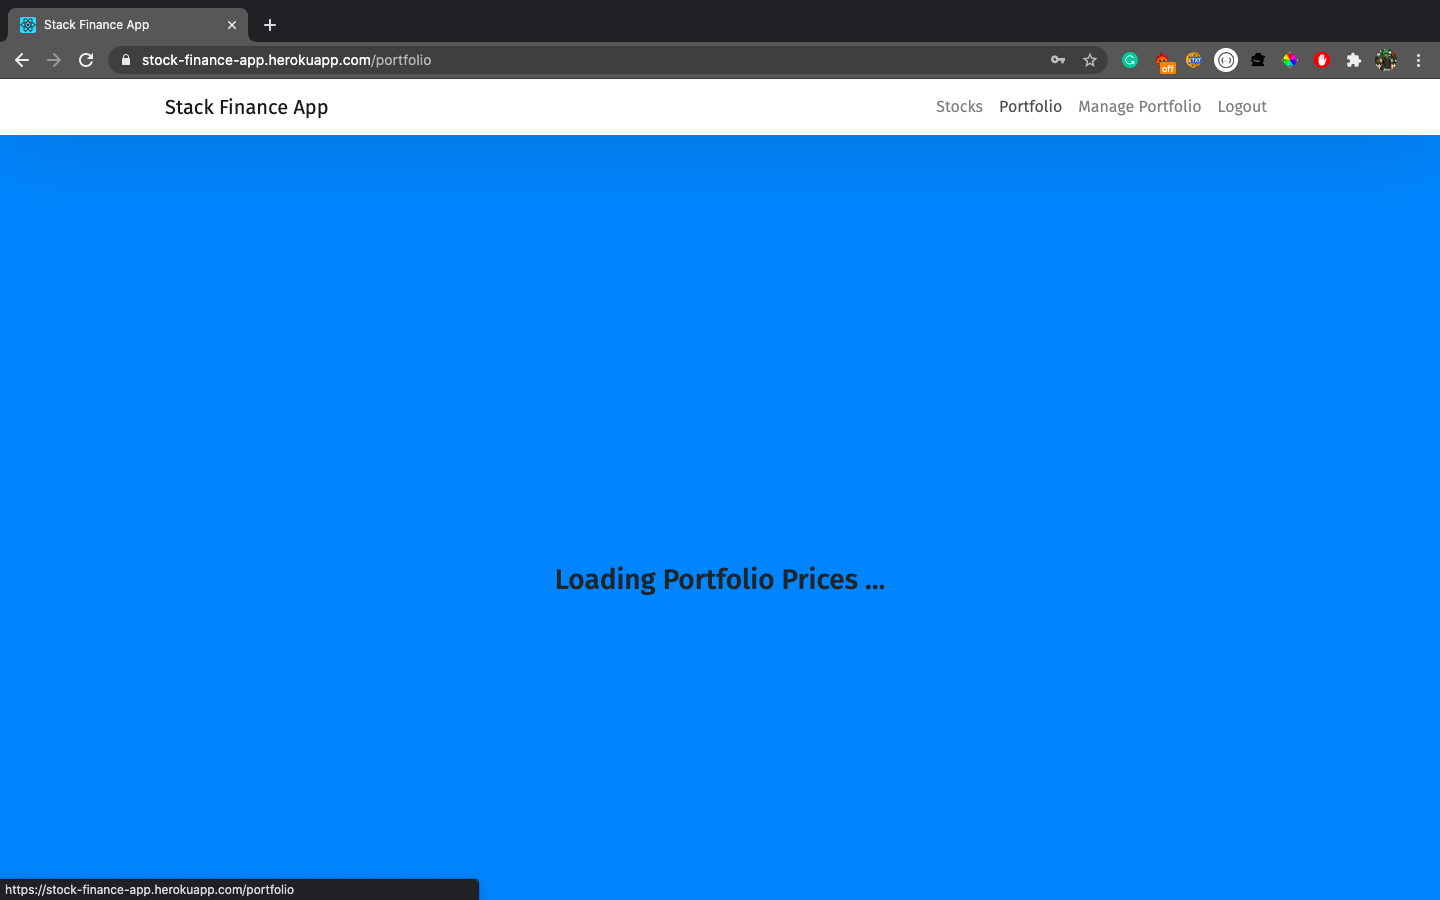 Stack Finance App
stock-finance-app.herokuapp.com/portfolio
off
TXT
Stack Finance App
Stocks Portfolio Manage Portfolio Logout
Loading Portfolio Prices ...
https://stock-finance-app.herokuapp.com/portfolio